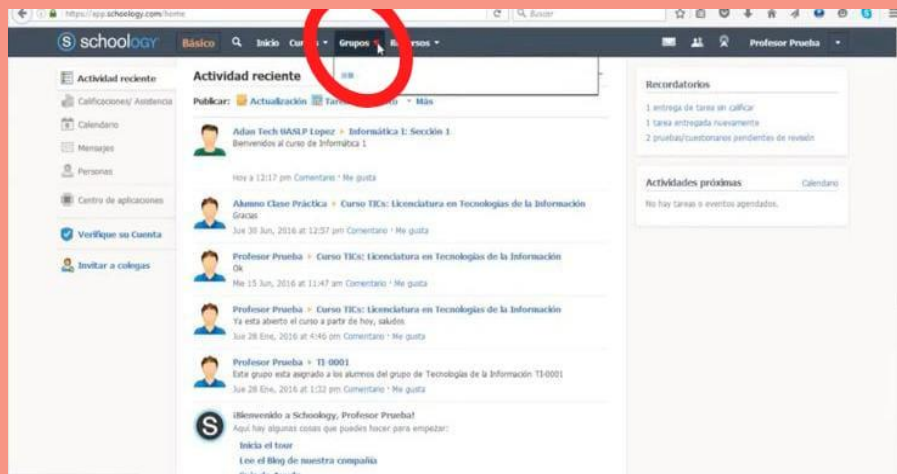 https://app.schoology.com/home
Buscar
S schoology Básico Inicio Grupos Profesor Prueba
Actividad reciente
Calificaciones/ Asistencia
Calendario
Mensajes
Personas
Centro de aplicaciones
Verifique su Cuenta
Invitar a colegas
Actividad reciente
Publicar: Actualización Más
Adan Tech UASLP Lopez Informática I: Sección 1
Bienvenidos al curso de Informática 1
Hoy a 12:17 pm Comentario · Me gusta
Alumno Clase Práctica Curso TICs: Licenciatura en Tecnologías de la Información
Gracias
Jue 30 Jun, 2016 at 12:57 pm Comentario · Me gusta
Profesor Prueba Curso TICs: Licenciatura en Tecnologías de la Información
Ok
Mie 15 Jun, 2016 at 11:47 am Comentario · Me gusta
Profesor Prueba Curso TICs: Licenciatura en Tecnologías de la Información
Ya esta abierto el curso a partir de hoy, saludos
Jue 28 Ene, 2016 at 4:46 pm Comentario · Me gusta
Profesor Prueba TI-0001
Este grupo esta asignado a los alumnos del grupo de Tecnologías de la Información TI-0001
Jue 28 Ene, 2016 at 1:32 pm Comentario · Me gusta
S
¡Bienvenido a Schoology, Profesor Prueba!
Aquí hay algunas cosas que puedes hacer para empezar:
Inicia el tour
Lee el Blog de nuestra compañía
Recordatorios
1 entrega de tarea sin calificar
1 tarea entregada nuevamente
2 pruebas/cuestionarios pendientes de revisión
Actividades próximas Calendario
No hay tareas o eventos agendados.